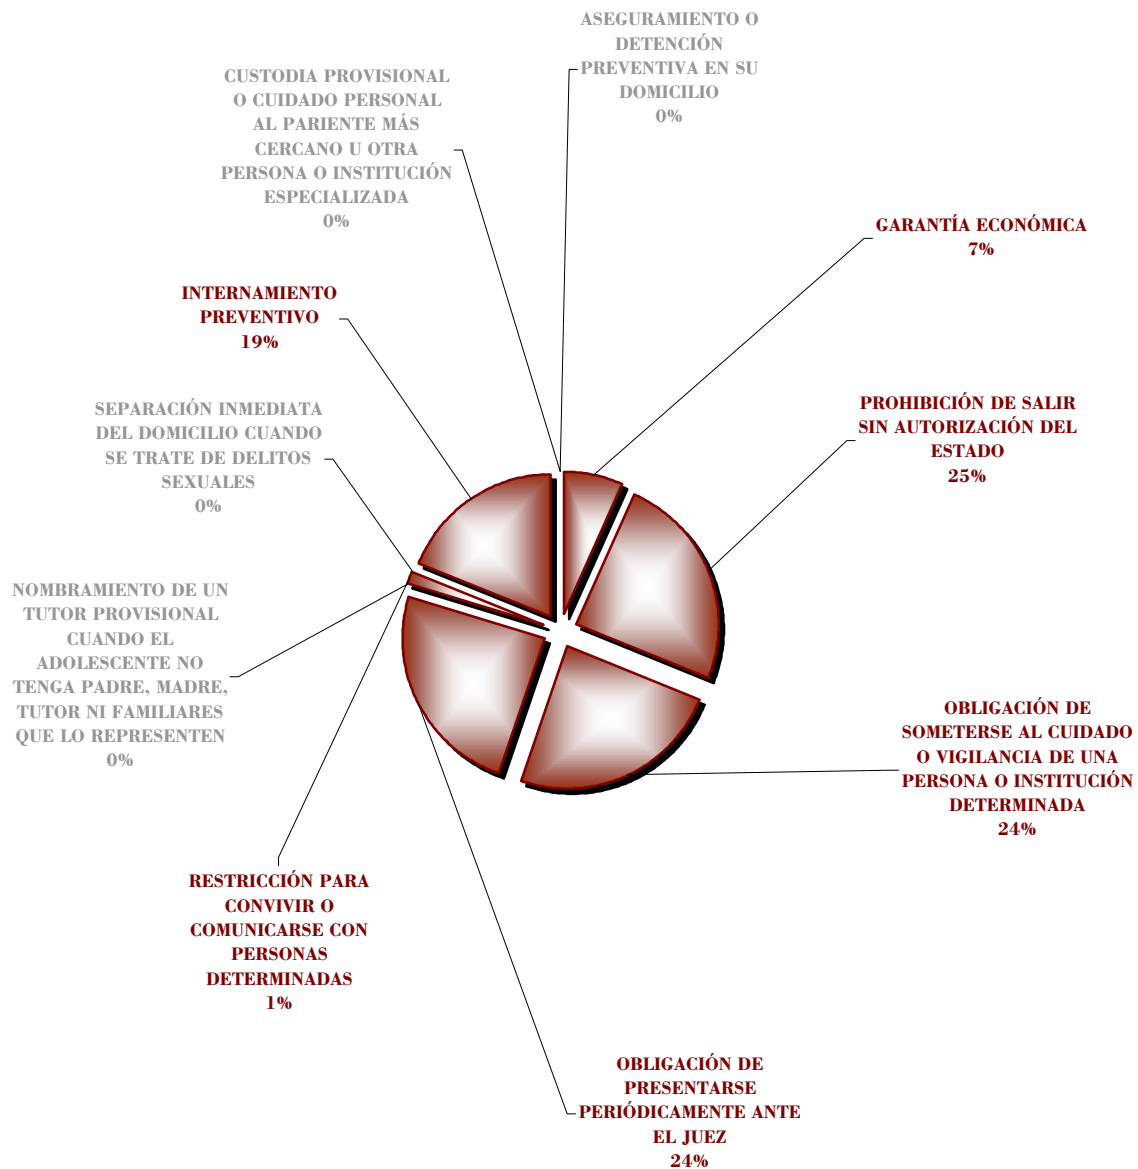 ASEGURAMIENTO O
DETENCIÓN
PREVENTIVA EN SU
DOMICILIO
0%
CUSTODIA PROVISIONAL
O CUIDADO PERSONAL
AL PARIENTE MÁS
CERCANO U OTRA
PERSONA O INSTITUCIÓN
ESPECIALIZADA
0%
GARANTÍA ECONÓMICA
7%
INTERNAMIENTO
PREVENTIVO
19%
PROHIBICIÓN DE SALIR
SIN AUTORIZACIÓN DEL
ESTADO
25%
SEPARACIÓN INMEDIATA
DEL DOMICILIO CUANDO
SE TRATE DE DELITOS
SEXUALES
0%
NOMBRAMIENTO DE UN
TUTOR PROVISIONAL
CUANDO EL
ADOLESCENTE NO
TENGA PADRE, MADRE,
TUTOR NI FAMILIARES
QUE LO REPRESENTEN
0%
OBLIGACIÓN DE
SOMETERSE AL CUIDADO
O VIGILANCIA DE UNA
PERSONA O INSTITUCIÓN
DETERMINADA
24%
RESTRICCIÓN PARA
CONVIVIR O
COMUNICARSE CON
PERSONAS
DETERMINADAS
1%
OBLIGACIÓN DE
PRESENTARSE
PERIÓDICAMENTE ANTE
EL JUEZ
24%